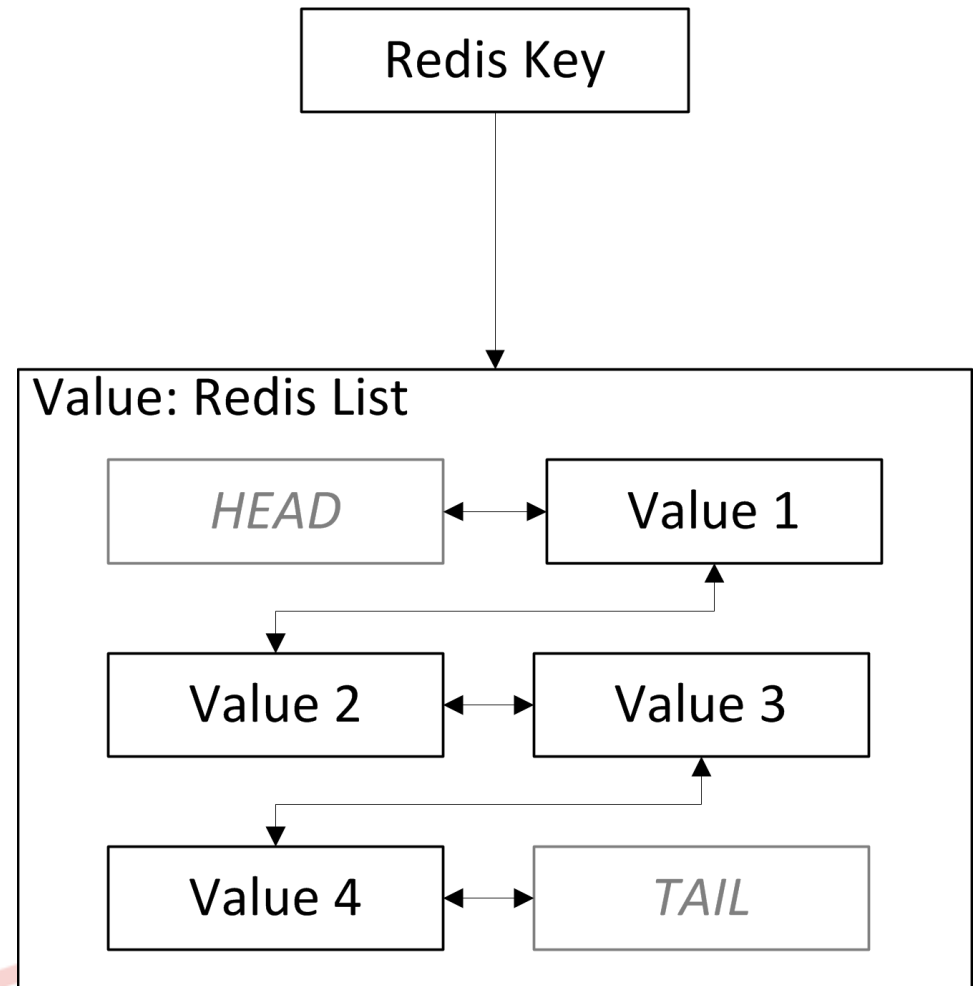 Redis Key
Value: Redis List
HEAD
Value 1
Value 2
Value 3
Value 4
TAIL